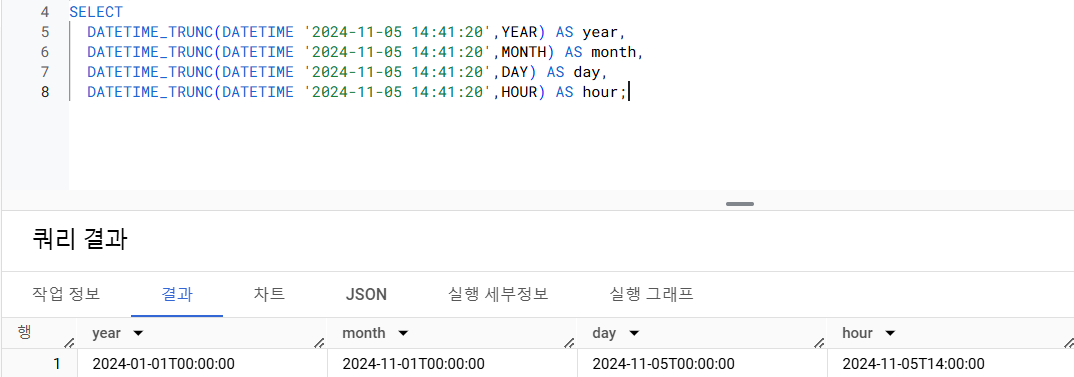 4 SELECT
5 DATETIME_TRUNC(DATETIME '2024-11-05 14:41:20',YEAR) AS year,
6 DATETIME_TRUNC(DATETIME '2024-11-05 14:41:20',MONTH) AS month,
7 DATETIME_TRUNC(DATETIME '2024-11-05 14:41:20',DAY) AS day,
8 DATETIME_TRUNC(DATETIME '2024-11-05 14:41:20',HOUR) AS hour;
쿼리 결과
작업 정보 결과 차트 JSON 실행 세부정보 실행 그래프
행 year month day hour
1 2024-01-01T00:00:00 2024-11-01T00:00:00 2024-11-05T00:00:00 2024-11-05T14:00:00